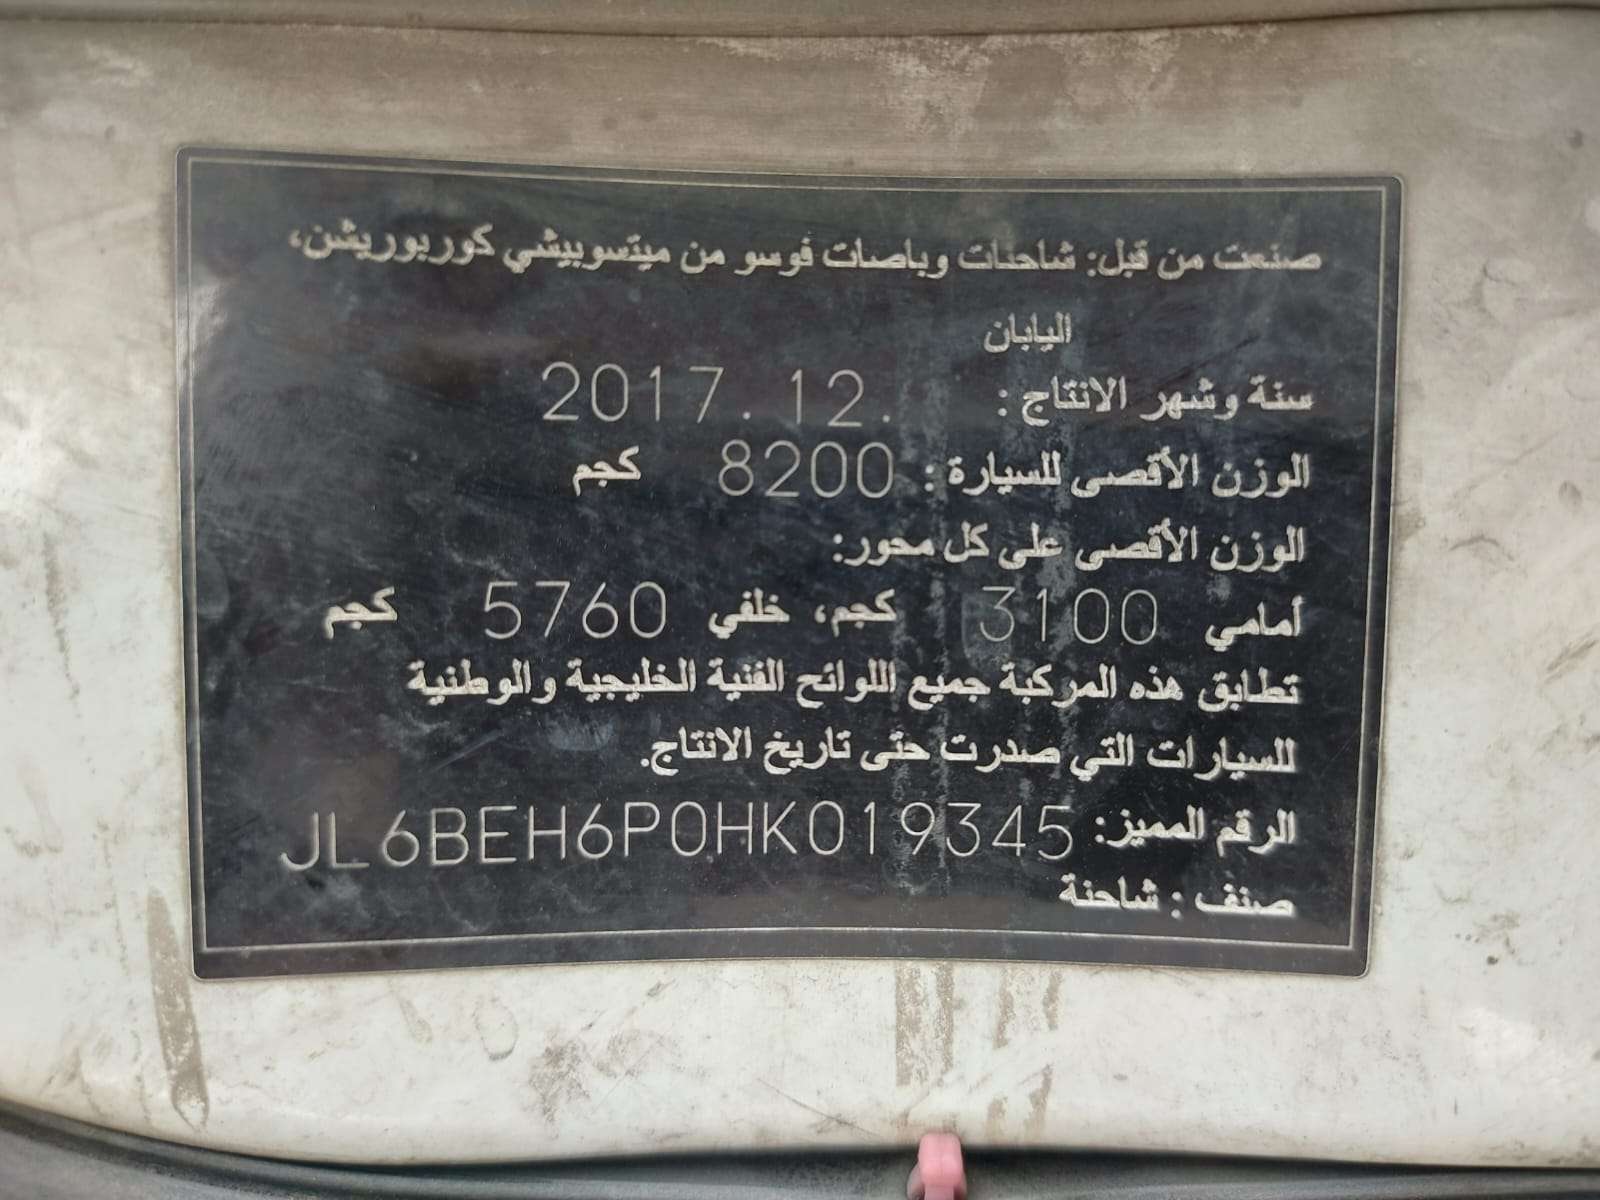 صنعت من قبل: شاحنات وباصات فوسو من ميتسوبيشي كوربوريشن،
اليابان
سنة وشهر الانتاج : 2017.12.
الوزن الأقصى للسيارة : 8200 كجم
الوزن الأقصى على كل محور:
أمامي 3100 كجم، خلفي 5760 كجم
تطابق هذه المركبة جميع اللوائح الفنية الخليجية والوطنية
للسيارات التي صدرت حتى تاريخ الانتاج.
الرقم المميز: JL6BEH6P0HK019345
صنف : شاحنة